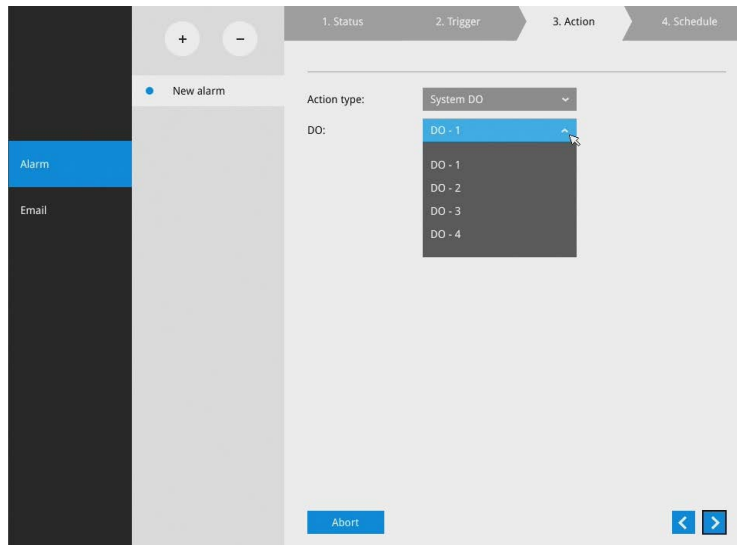 + -
1. Status 2. Trigger 3. Action 4. Schedule
New alarm
Action type: System DO
DO: DO - 1
DO - 1
DO - 2
DO - 3
DO - 4
Alarm
Email
Abort